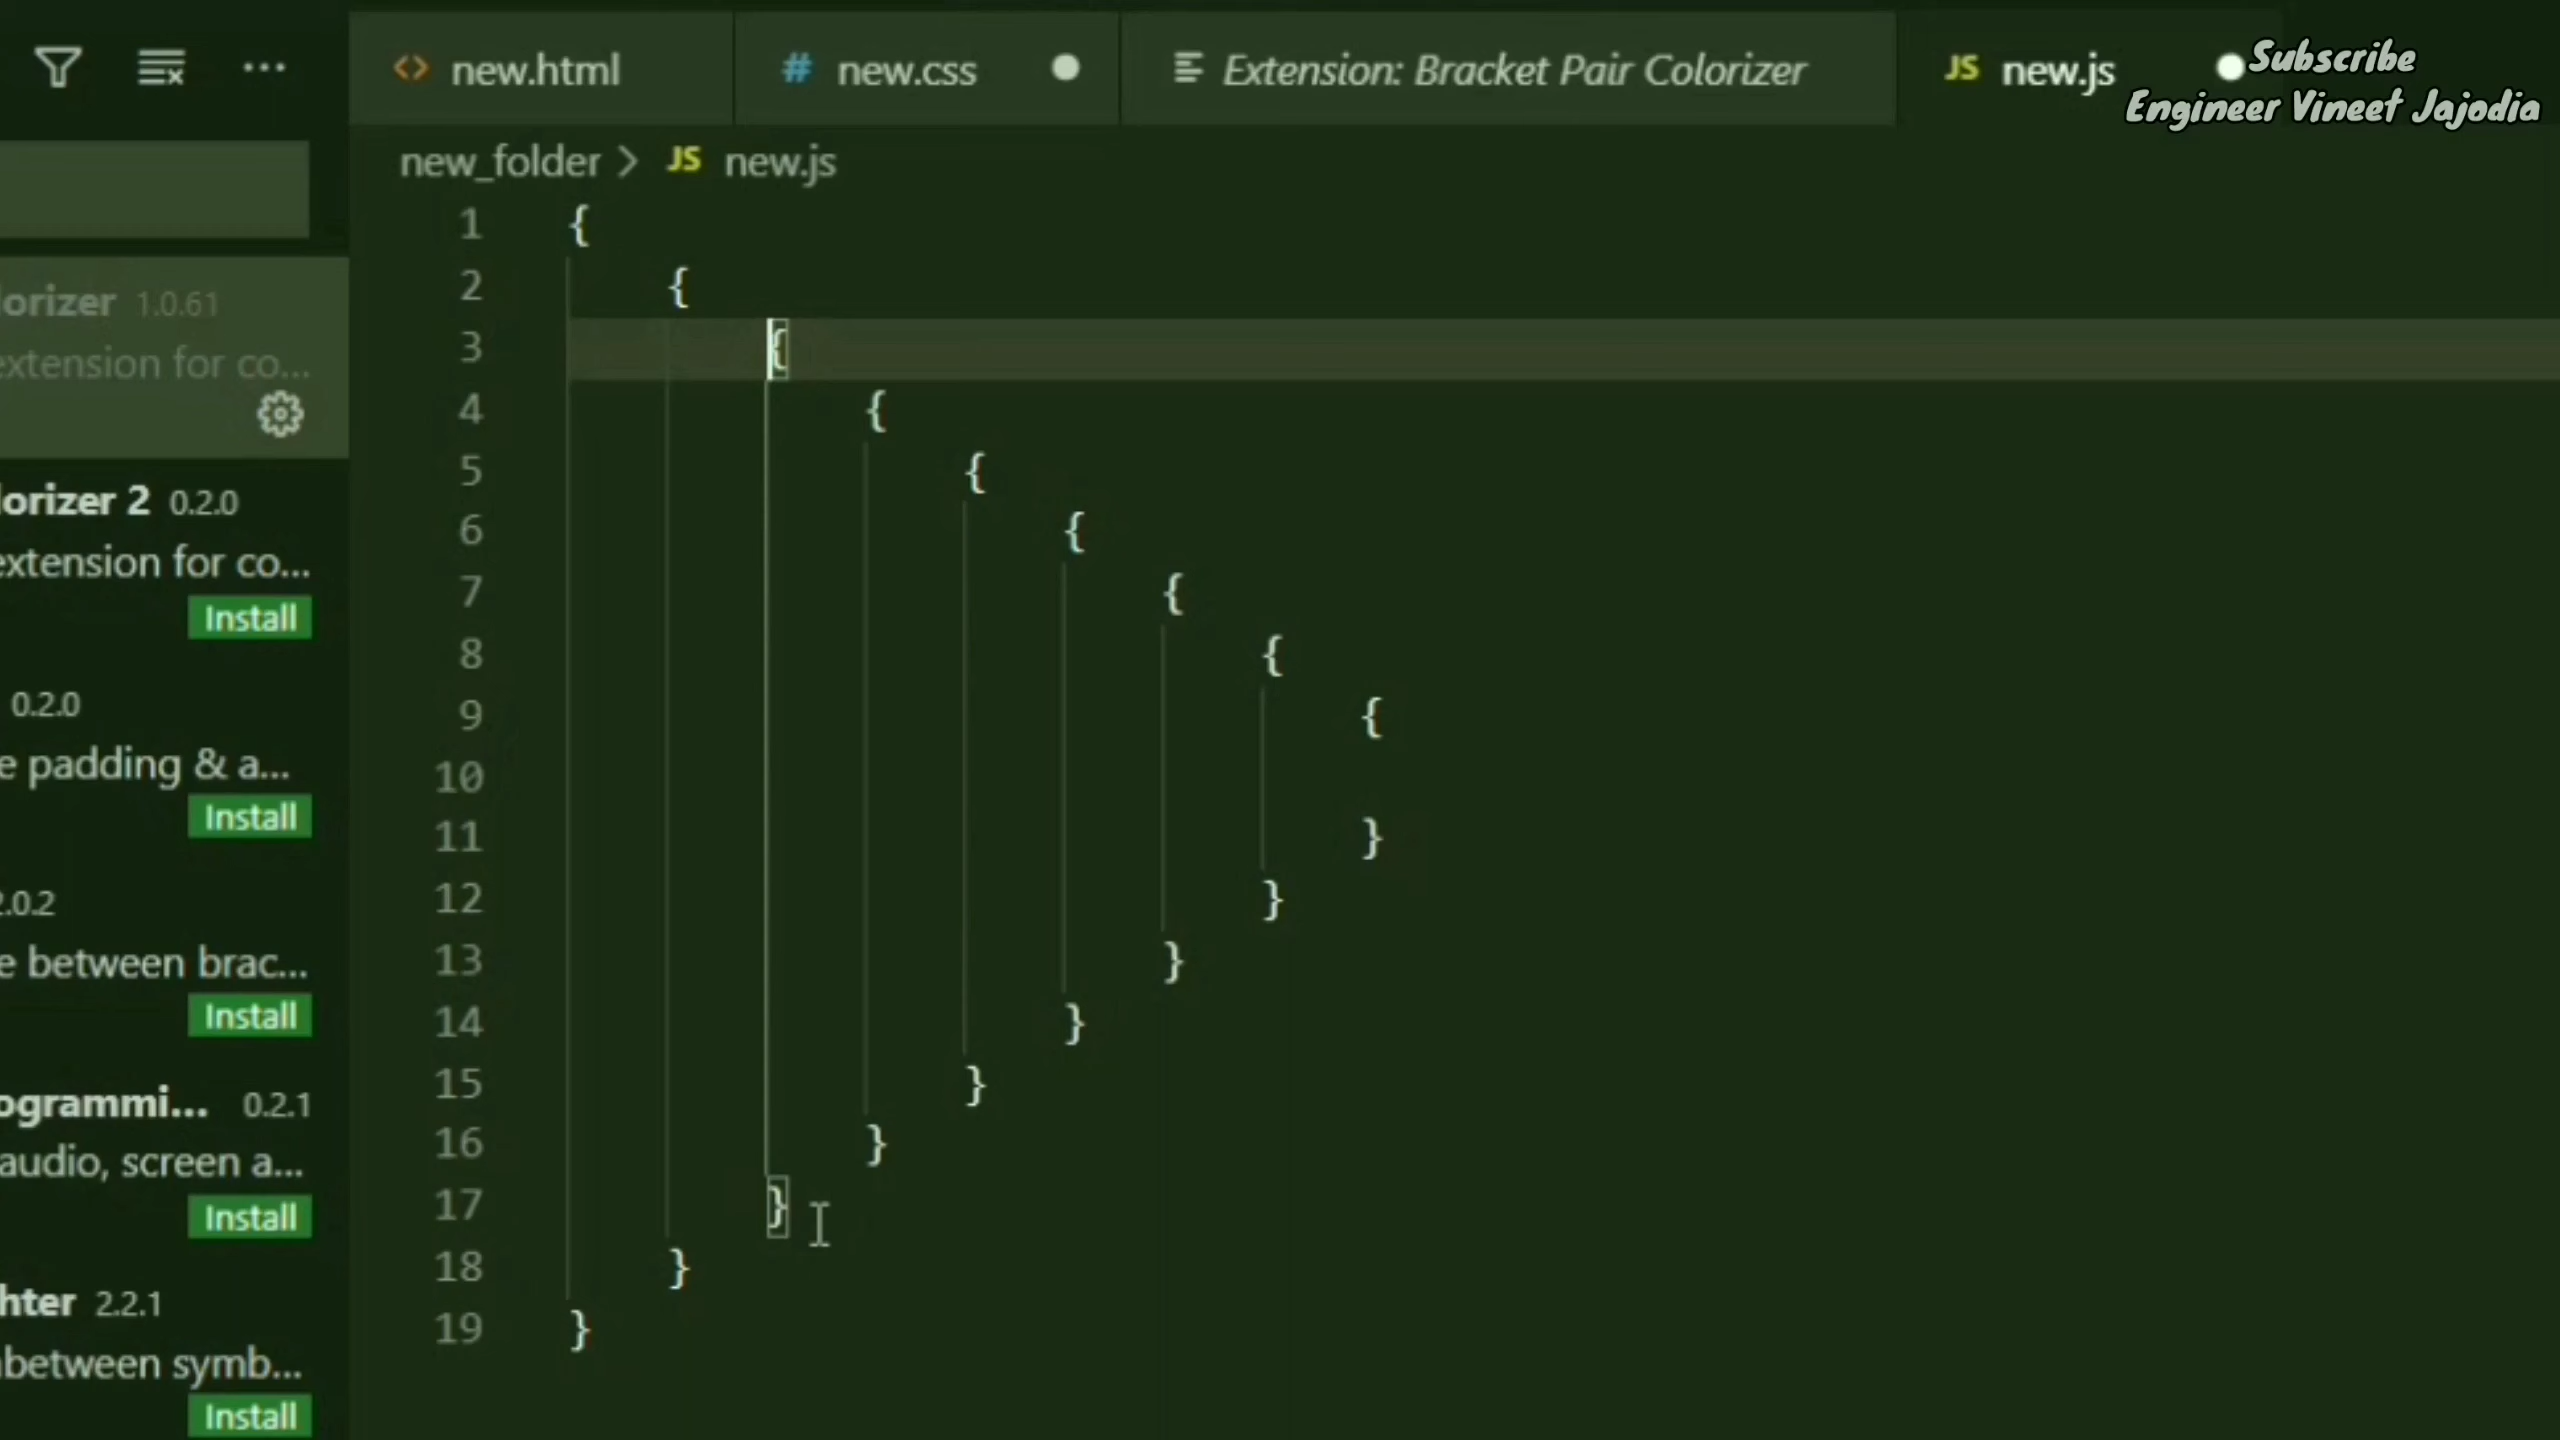 new.html
# new.css
Extension: Bracket Pair Colorizer
JS new.js
Subscribe
Engineer Vineet Jajodia
new_folder > JS new.js
lorizer 1.0.61
extension for co...
lorizer 2 0.2.0
extension for co...
Install
0.2.0
e padding & a...
Install
2.0.2
e between brac...
Install
ogrammi... 0.2.1
audio, screen a...
Install
hter 2.2.1
between symb...
Install
1 {
2 {
3 {
4 {
5 {
6 {
7 {
8 {
9 {
10
11 }
12 }
13 }
14 }
15 }
16 }
17 }
18 }
19 }